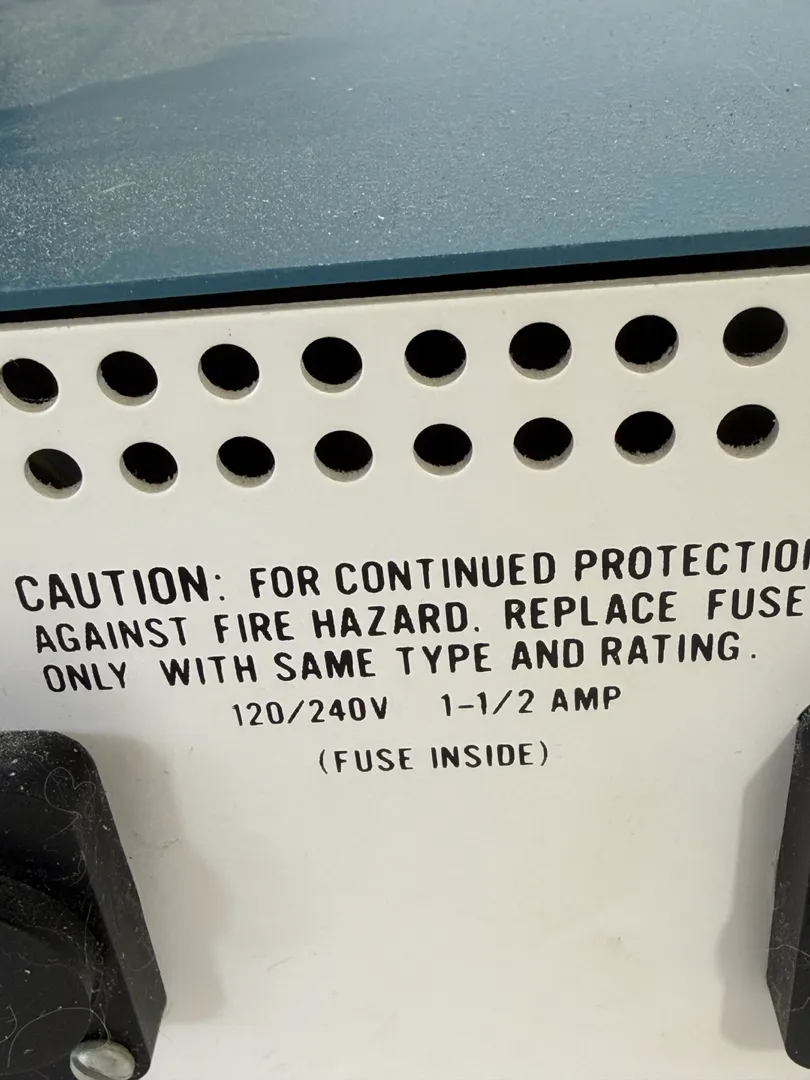 CAUTION: FOR CONTINUED PROTECTION
AGAINST FIRE HAZARD. REPLACE FUSE
ONLY WITH SAME TYPE AND RATING.
120/240V 1-1/2 AMP
(FUSE INSIDE)